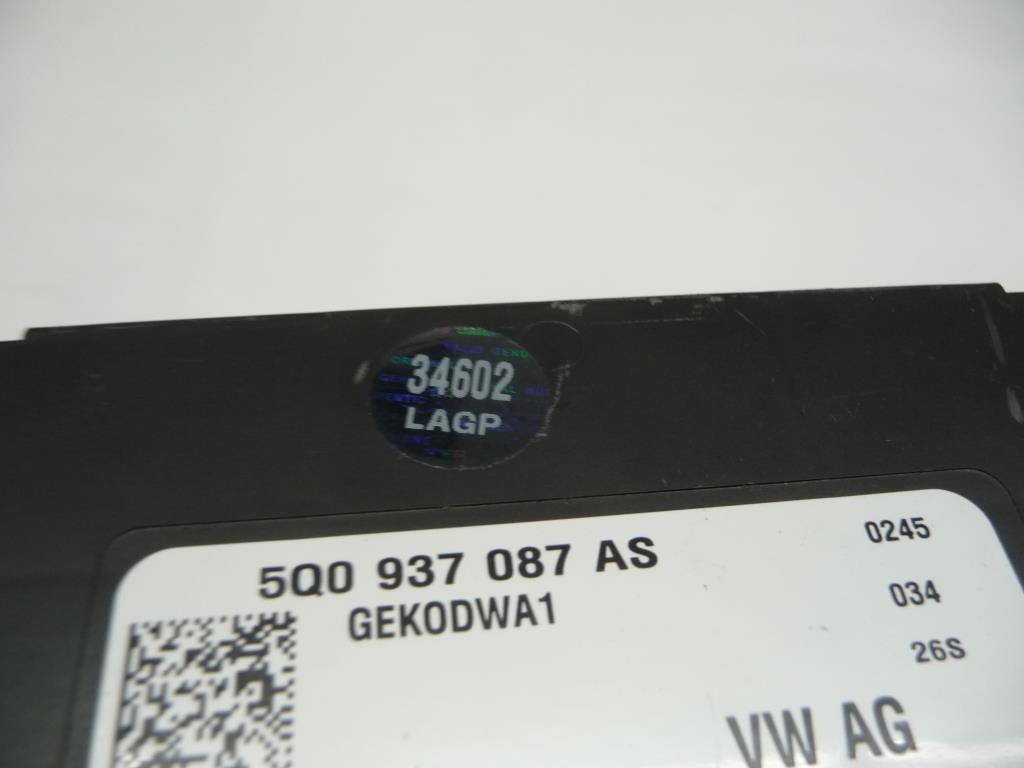 34602
LAGP
5Q0 937 087 AS
0245
GEKODWA1
034
26S
VW AG